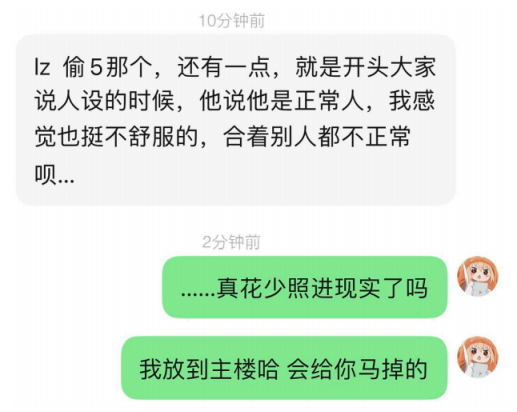 10分钟前
lz 偷5那个，还有一点，就是开头大家
说人设的时候，他说他是正常人，我感
觉也挺不舒服的，合着别人都不正常
呗...
2分钟前
......真花少照进现实了吗
我放到主楼哈 会给你马掉的